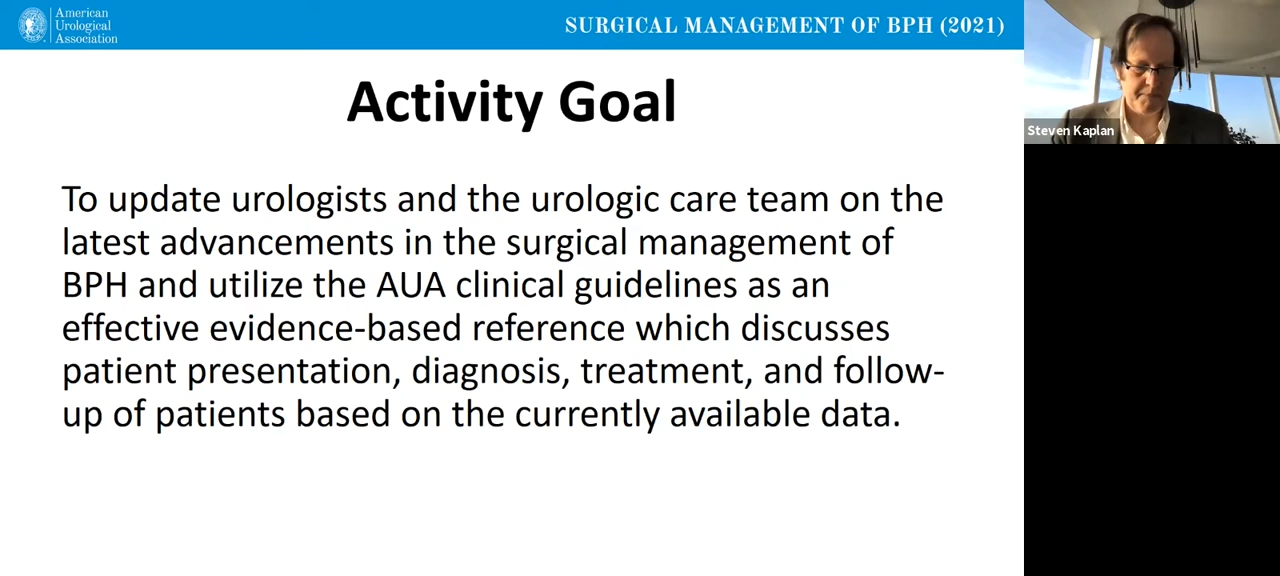 American
Urological
Association
SURGICAL MANAGEMENT OF BPH (2021)
Activity Goal
To update urologists and the urologic care team on the
latest advancements in the surgical management of
BPH and utilize the AUA clinical guidelines as an
effective evidence-based reference which discusses
patient presentation, diagnosis, treatment, and follow-
up of patients based on the currently available data.
Steven Kaplan